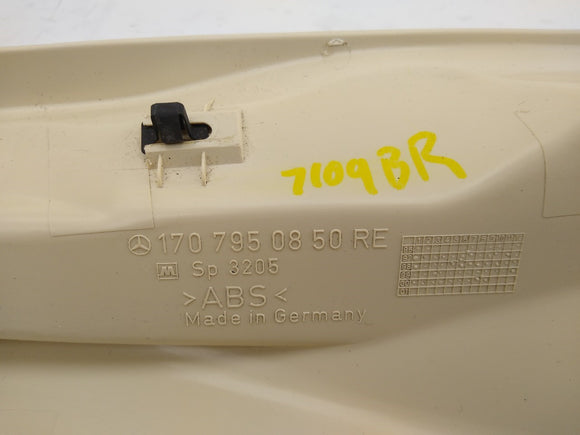 7109BR
170 795 08 50 RE
M Sp 3205
>ABS<
Made in Germany